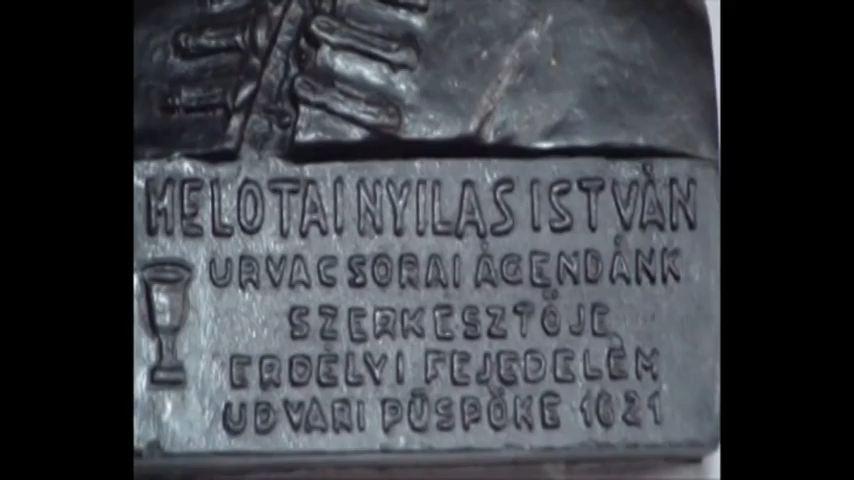 MELOTAI NYILAS ISTVÁN
URVACSORAI ÁGENDÁNK
SZERKESZTŐJE
ERDÉLYI FEJEDELEM
UDVARI PÜSPÖKE 1621